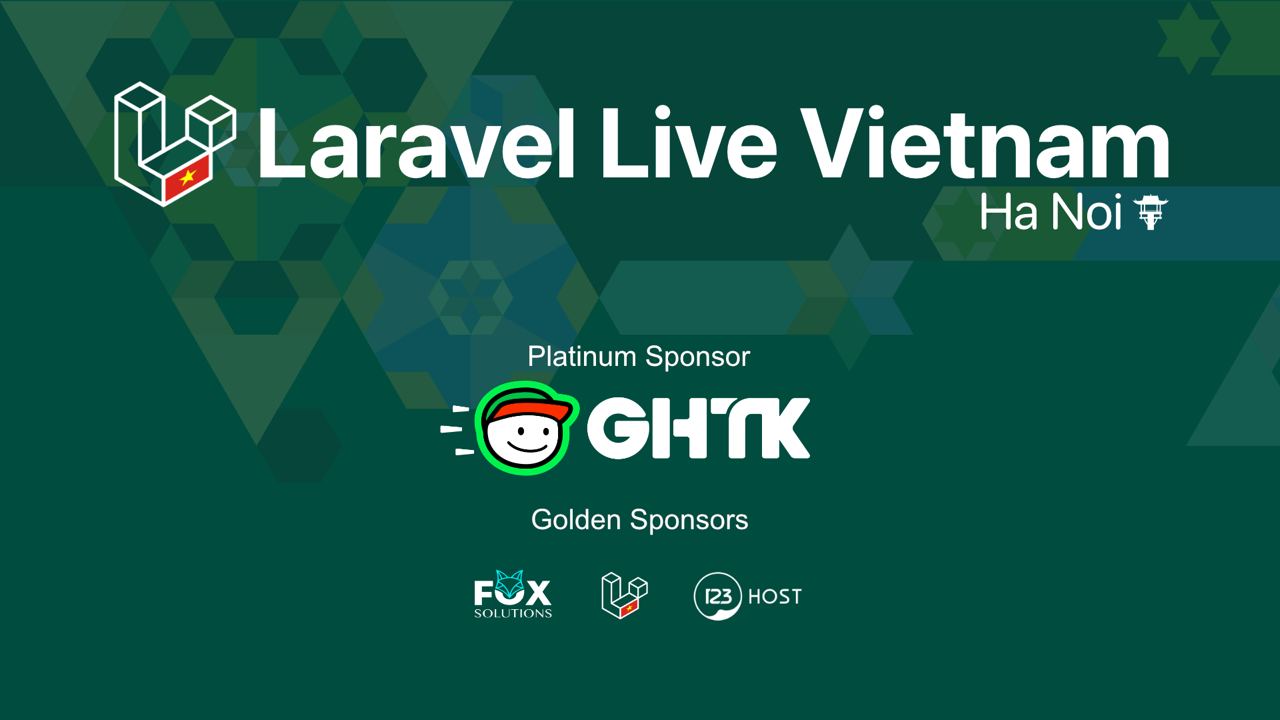 Laravel Live Vietnam
Ha Noi
Platinum Sponsor
GHTK
Golden Sponsors
FOX
SOLUTIONS
123 HOST